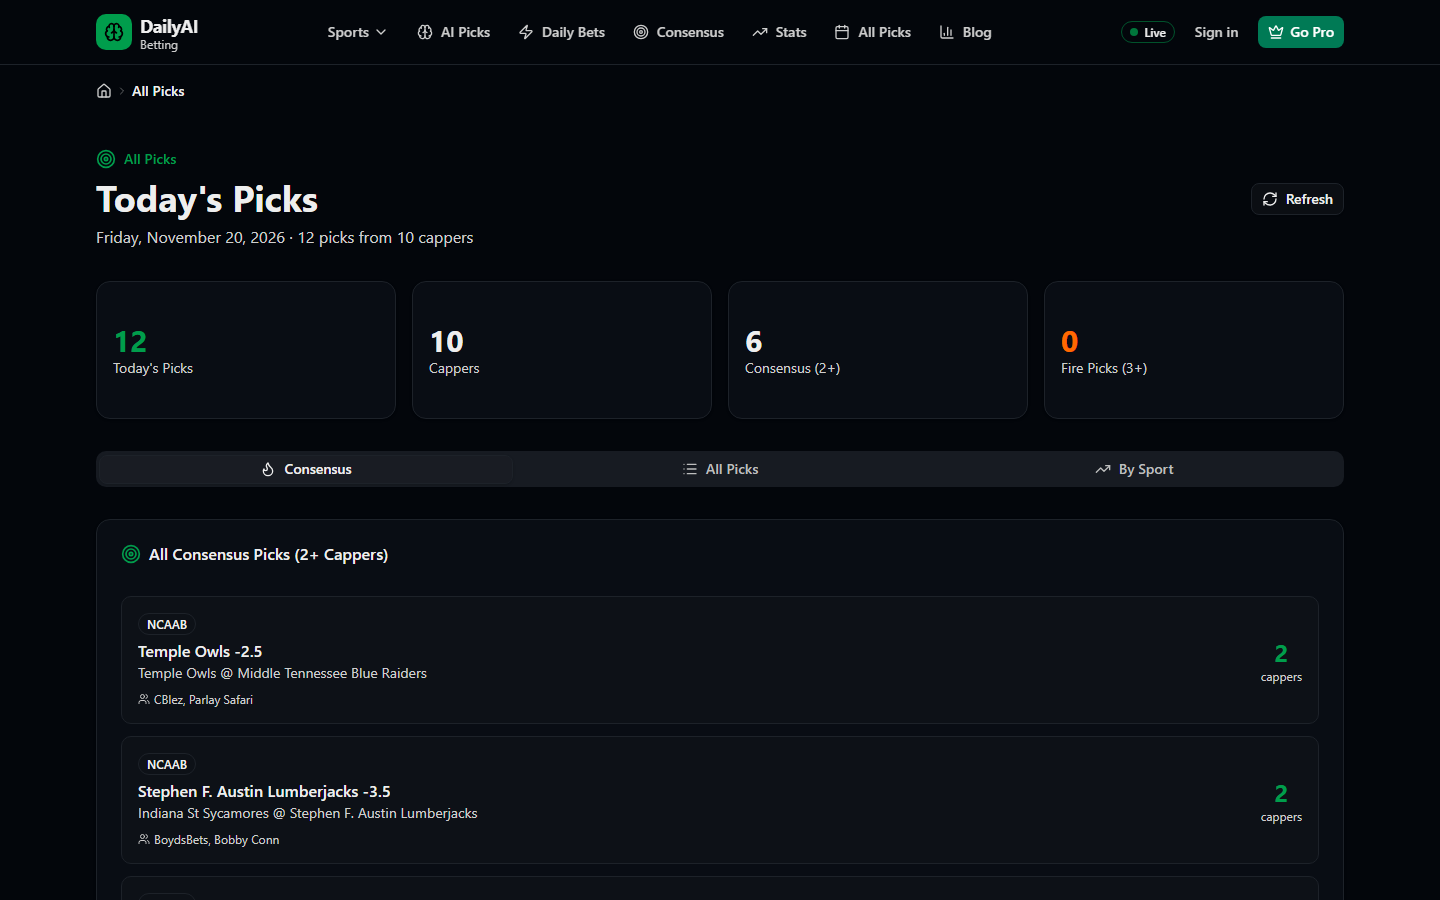 DailyAI
Betting
Sports
AI Picks
Daily Bets
Consensus
Stats
All Picks
Blog
Live
Sign in
Go Pro
All Picks
All Picks
Today's Picks
Refresh
Friday, November 20, 2026 · 12 picks from 10 cappers
12
Today's Picks
10
Cappers
6
Consensus (2+)
0
Fire Picks (3+)
Consensus
All Picks
By Sport
All Consensus Picks (2+ Cappers)
NCAAB
Temple Owls -2.5
Temple Owls @ Middle Tennessee Blue Raiders
CBlez, Parlay Safari
2
cappers
NCAAB
Stephen F. Austin Lumberjacks -3.5
Indiana St Sycamores @ Stephen F. Austin Lumberjacks
BoydsBets, Bobby Conn
2
cappers